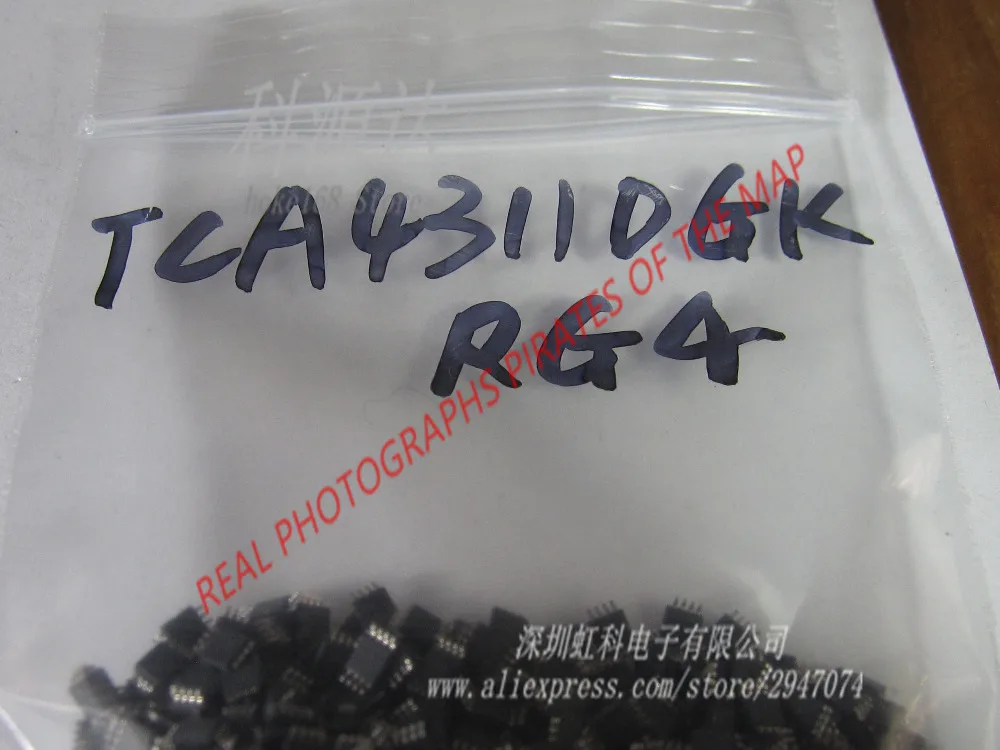 TCA4311DGK
RG4
REAL PHOTOGRAPHS PIRATES OF THE MAP
深圳虹科电子有限公司
www.aliexpress.com/store/2947074